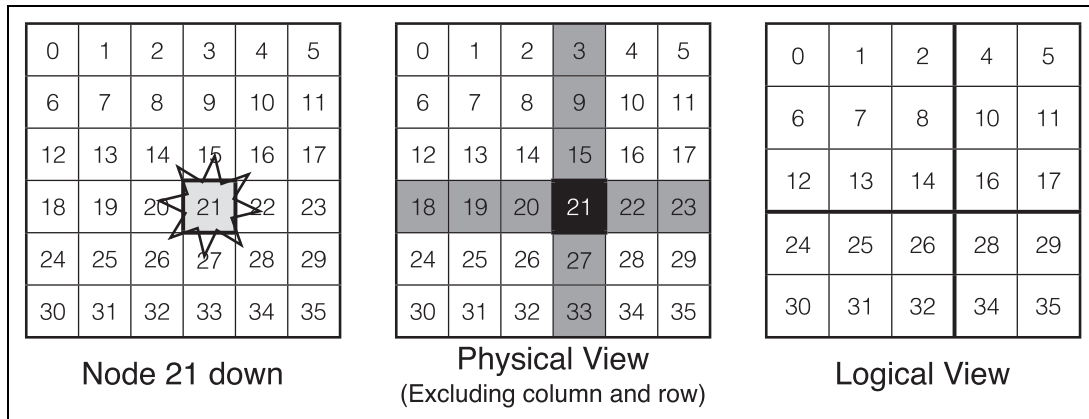 0 1 2 3 4 5
6 7 8 9 10 11
12 13 14 15 16 17
18 19 20 21 22 23
24 25 26 27 28 29
30 31 32 33 34 35
Node 21 down
0 1 2 3 4 5
6 7 8 9 10 11
12 13 14 15 16 17
18 19 20 21 22 23
24 25 26 27 28 29
30 31 32 33 34 35
Physical View
(Excluding column and row)
0 1 2 4 5
6 7 8 10 11
12 13 14 16 17
24 25 26 28 29
30 31 32 34 35
Logical View